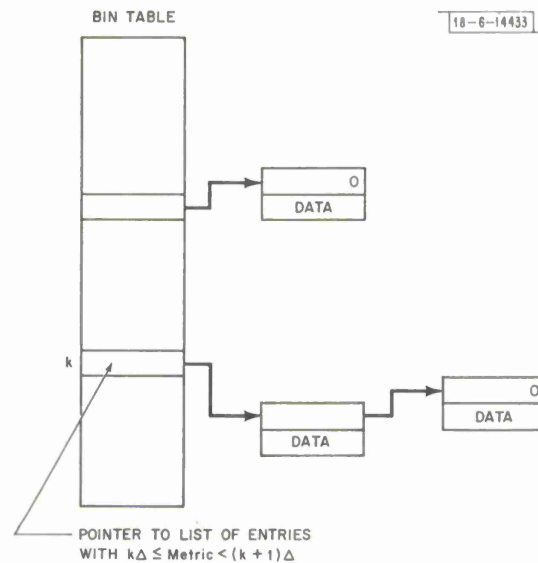 BIN TABLE
18-6-14433
0
DATA
k
0
DATA
DATA
POINTER TO LIST OF ENTRIES
WITH kΔ ≤ Metric < (k + 1) Δ